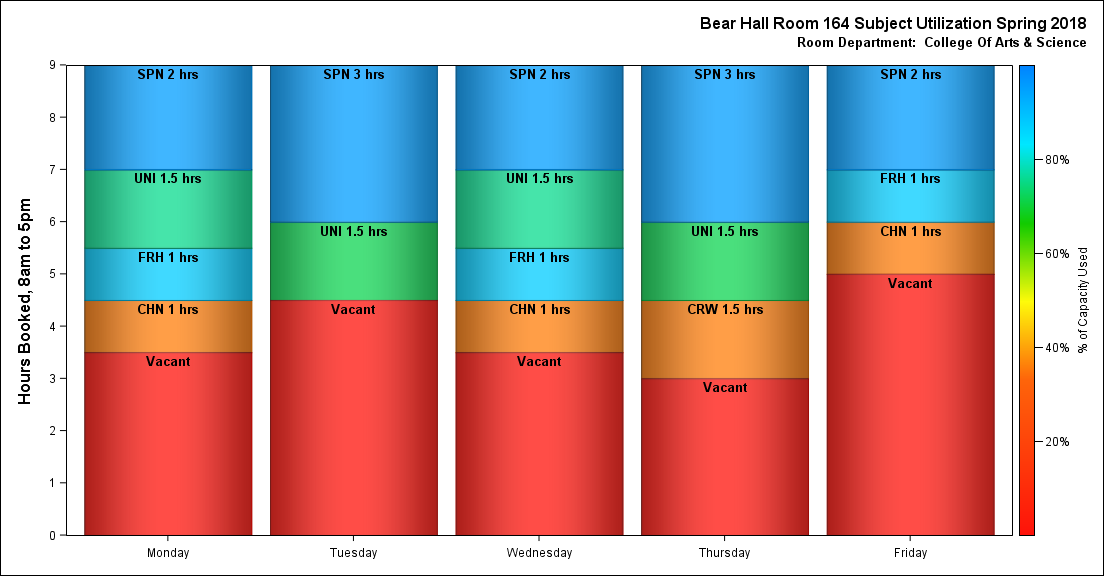 Bear Hall Room 164 Subject Utilization Spring 2018
Room Department:  College Of Arts & Science
Hours Booked, 8am to 5pm
9
8
7
6
5
4
3
2
1
0
SPN 2 hrs
UNI 1.5 hrs
FRH 1 hrs
CHN 1 hrs
Vacant
Monday
SPN 3 hrs
UNI 1.5 hrs
Vacant
Tuesday
SPN 2 hrs
UNI 1.5 hrs
FRH 1 hrs
CHN 1 hrs
Vacant
Wednesday
SPN 3 hrs
UNI 1.5 hrs
CRW 1.5 hrs
Vacant
Thursday
SPN 2 hrs
FRH 1 hrs
CHN 1 hrs
Vacant
Friday
80%
60%
40%
20%
% of Capacity Used